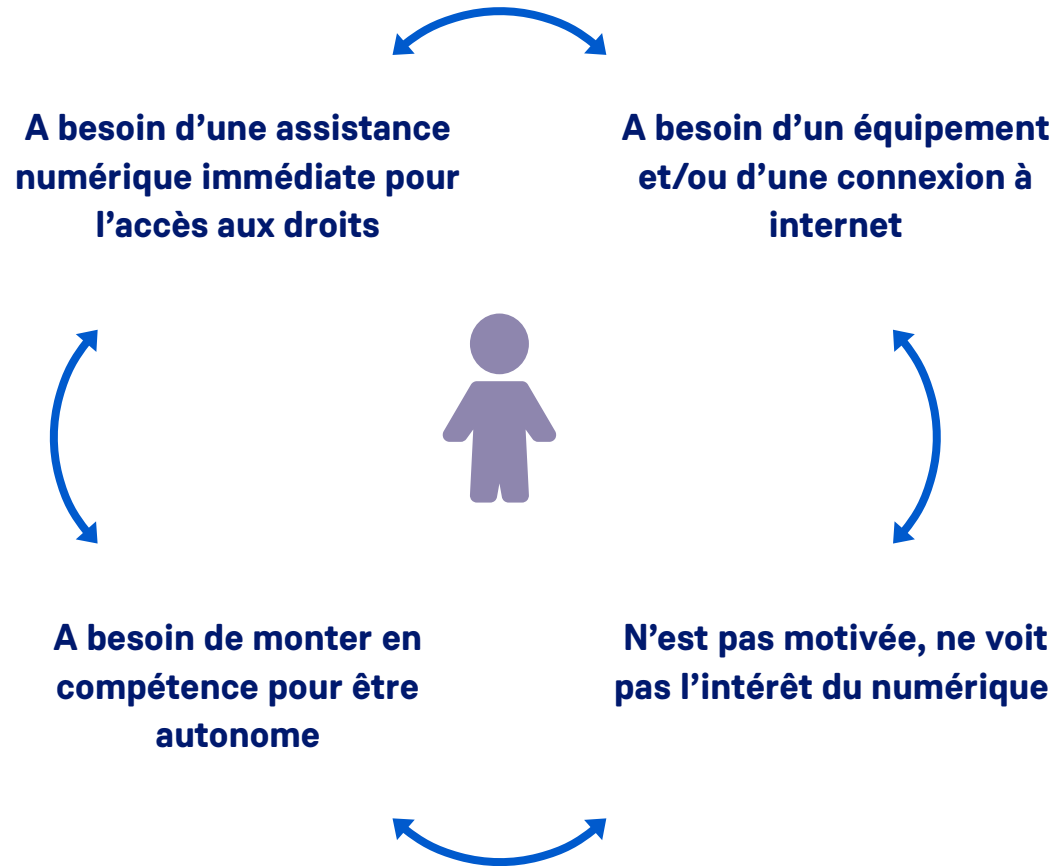 A besoin d’une assistance
numérique immédiate pour
l’accès aux droits
A besoin d’un équipement
et/ou d’une connexion à
internet
A besoin de monter en
compétence pour être
autonome
N’est pas motivée, ne voit
pas l’intérêt du numérique